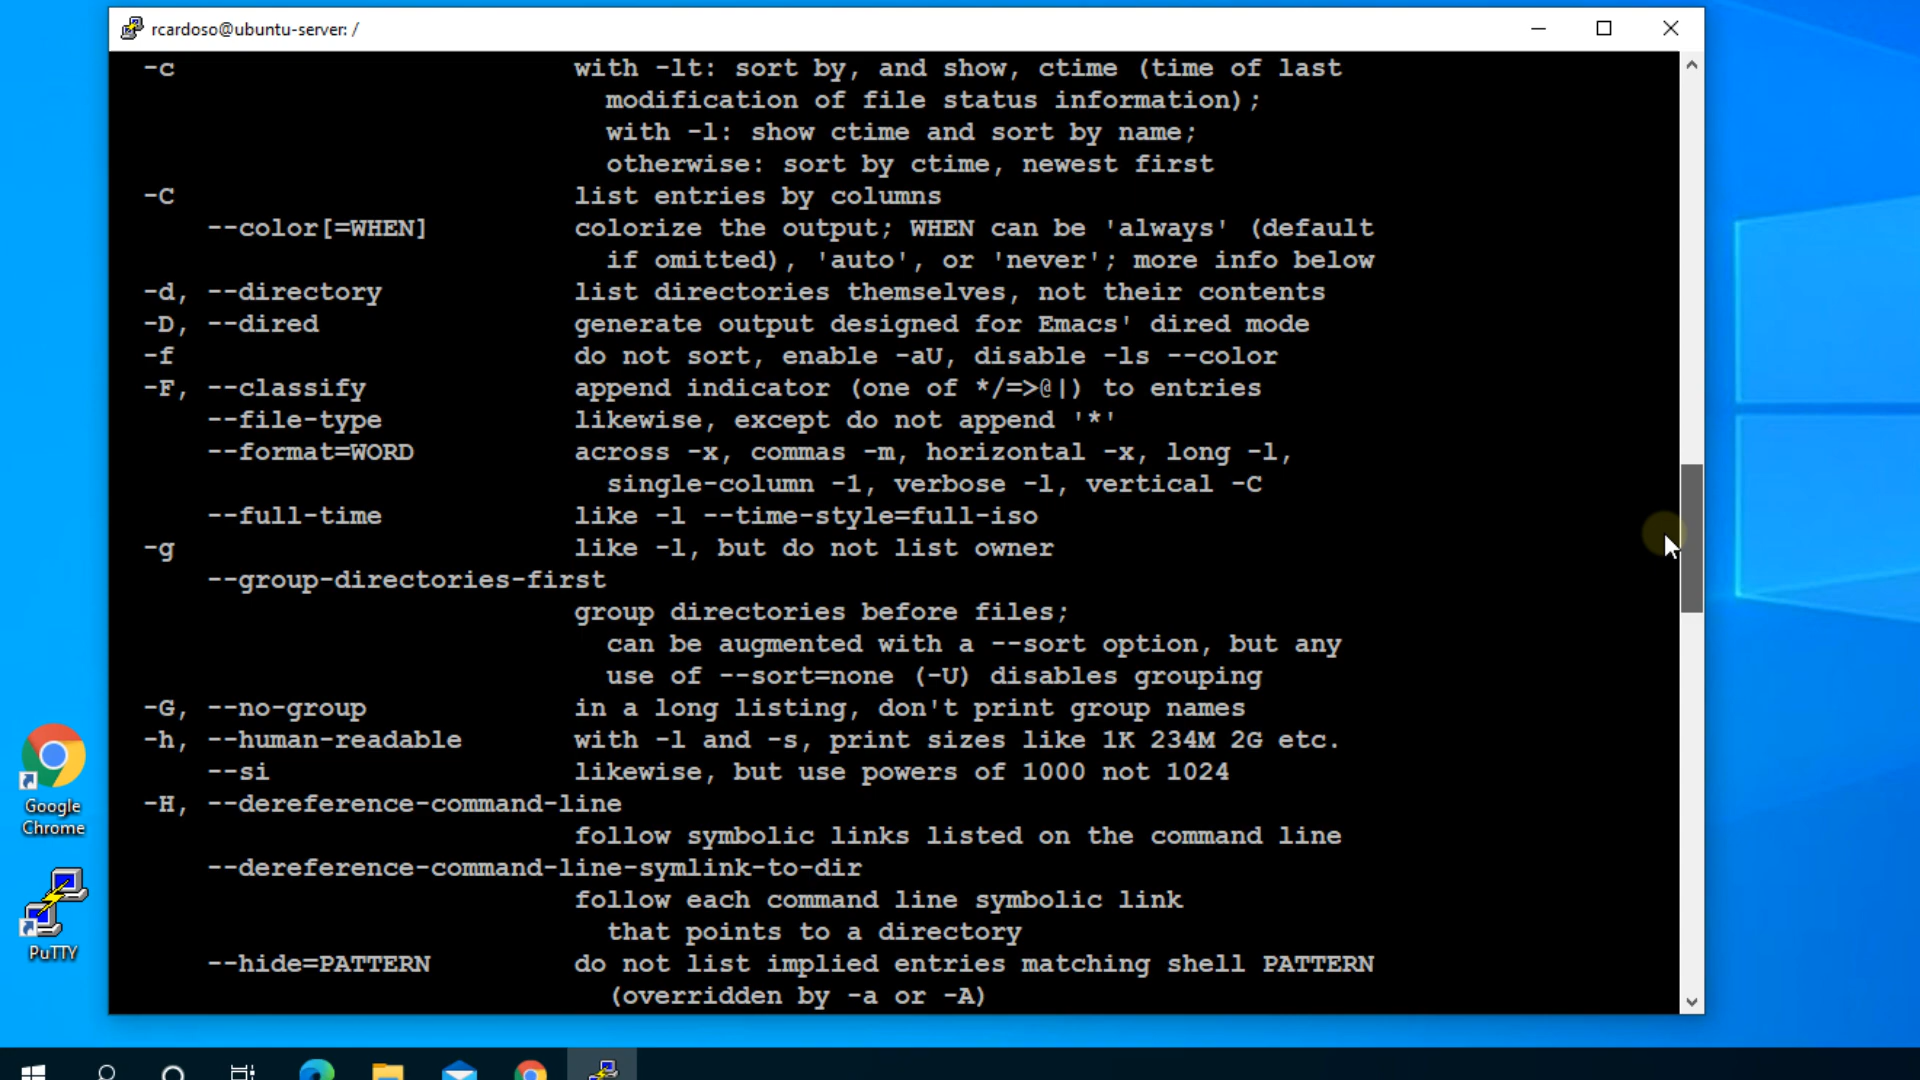 rcardoso@ubuntu-server: /
-c with -lt: sort by, and show, ctime (time of last
modification of file status information);
with -l: show ctime and sort by name;
otherwise: sort by ctime, newest first
-C list entries by columns
--color[=WHEN] colorize the output; WHEN can be 'always' (default
if omitted), 'auto', or 'never'; more info below
-d, --directory list directories themselves, not their contents
-D, --dired generate output designed for Emacs' dired mode
-f do not sort, enable -aU, disable -ls --color
-F, --classify append indicator (one of */=>@|) to entries
--file-type likewise, except do not append '*'
--format=WORD across -x, commas -m, horizontal -x, long -l,
single-column -1, verbose -l, vertical -C
--full-time like -l --time-style=full-iso
-g like -l, but do not list owner
--group-directories-first
group directories before files;
can be augmented with a --sort option, but any
use of --sort=none (-U) disables grouping
-G, --no-group in a long listing, don't print group names
-h, --human-readable with -l and -s, print sizes like 1K 234M 2G etc.
--si likewise, but use powers of 1000 not 1024
-H, --dereference-command-line
follow symbolic links listed on the command line
--dereference-command-line-symlink-to-dir
follow each command line symbolic link
that points to a directory
--hide=PATTERN do not list implied entries matching shell PATTERN
(overridden by -a or -A)
Google
Chrome
PuTTY